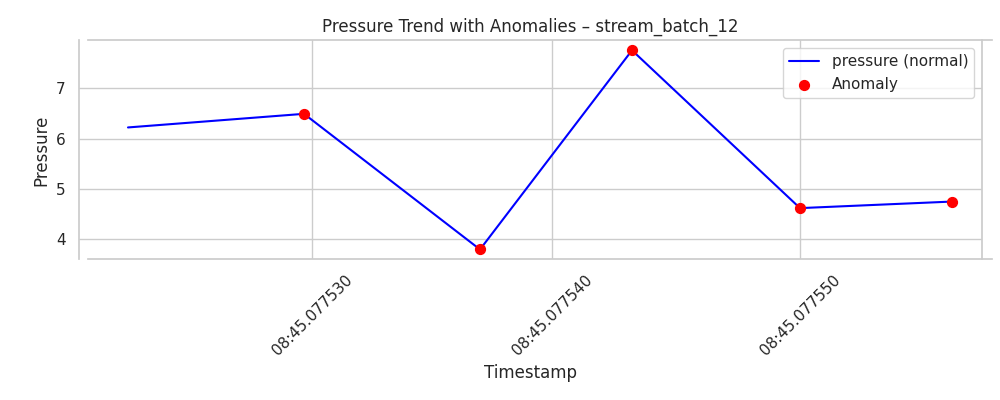 Pressure Trend with Anomalies – stream_batch_12
pressure (normal)
Anomaly
Pressure
7
6
5
4
08:45.077530
08:45.077540
08:45.077550
Timestamp